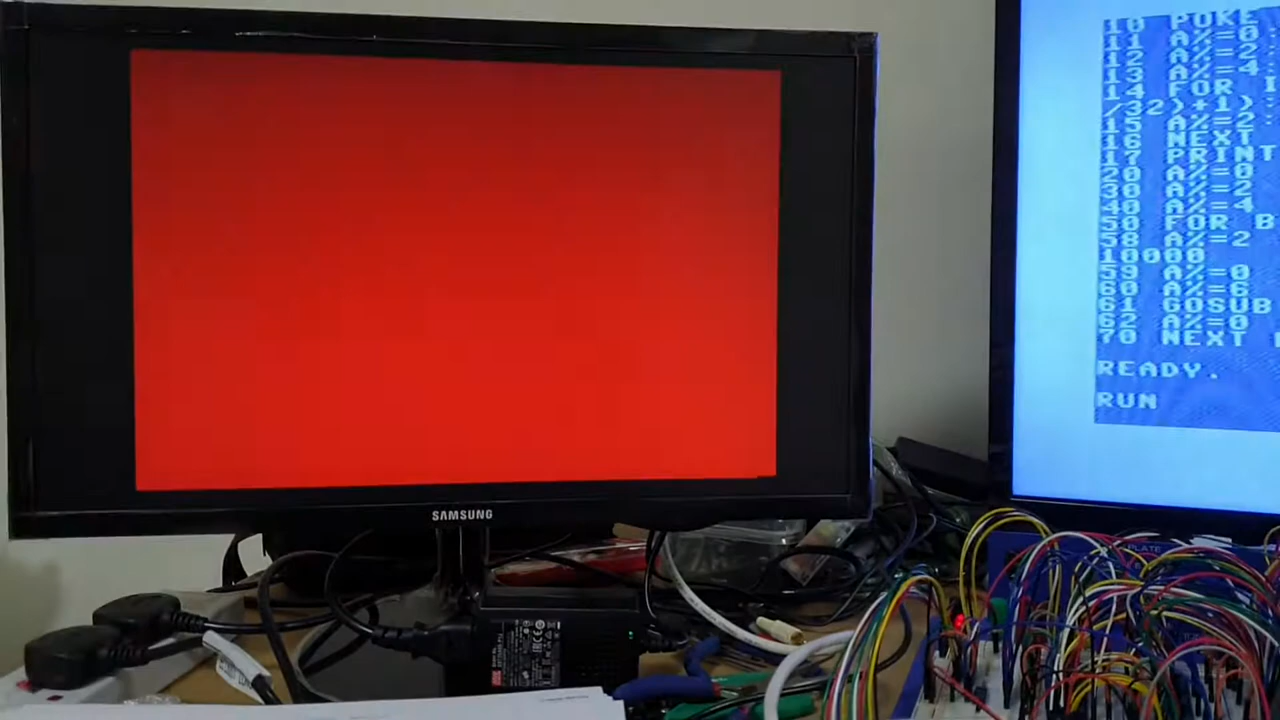 SAMSUNG
10 POKE
11 A%=0
12 A%=2
13 A%=4:
14 FOR I
/32)+1)
15 A%=2:
16 NEXT
17 PRINT
20 A%=0
30 A%=2
40 A%=4
50 FOR B
58 A%=2
10000
59 A%=0
60 A%=6
61 GOSUB
62 A%=0
70 NEXT
READY.
RUN
PLATE